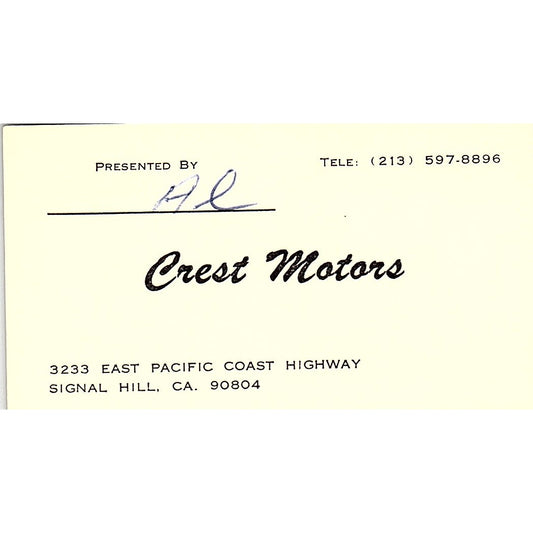 PRESENTED BY
Al
TELE: (213) 597-8896
Crest Motors
3233 EAST PACIFIC COAST HIGHWAY
SIGNAL HILL, CA. 90804